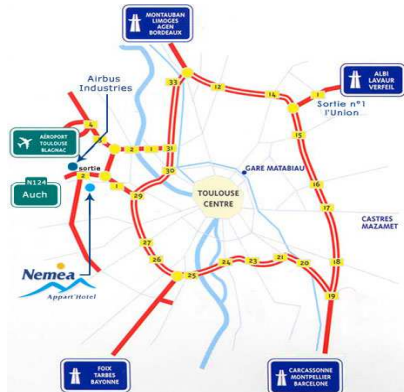 MONTAUBAN
LIMOGES
AGEN
BORDEAUX
ALBI
LAVAUR
VERFEIL
Airbus
Industries
33
12
14
1
Sortie n°1
l'Union
15
4
AÉROPORT
TOULOUSE
BLAGNAC
2
1
31
sortie
2
1
30
GARE MATABIAU
N124
Auch
29
TOULOUSE
CENTRE
16
17
CASTRES
MAZAMET
27
26
25
24
23
21
20
18
19
Nemea
Appart'Hotel
FOIX
TARBES
BAYONNE
CARCASSONNE
MONTPELLIER
BARCELONE